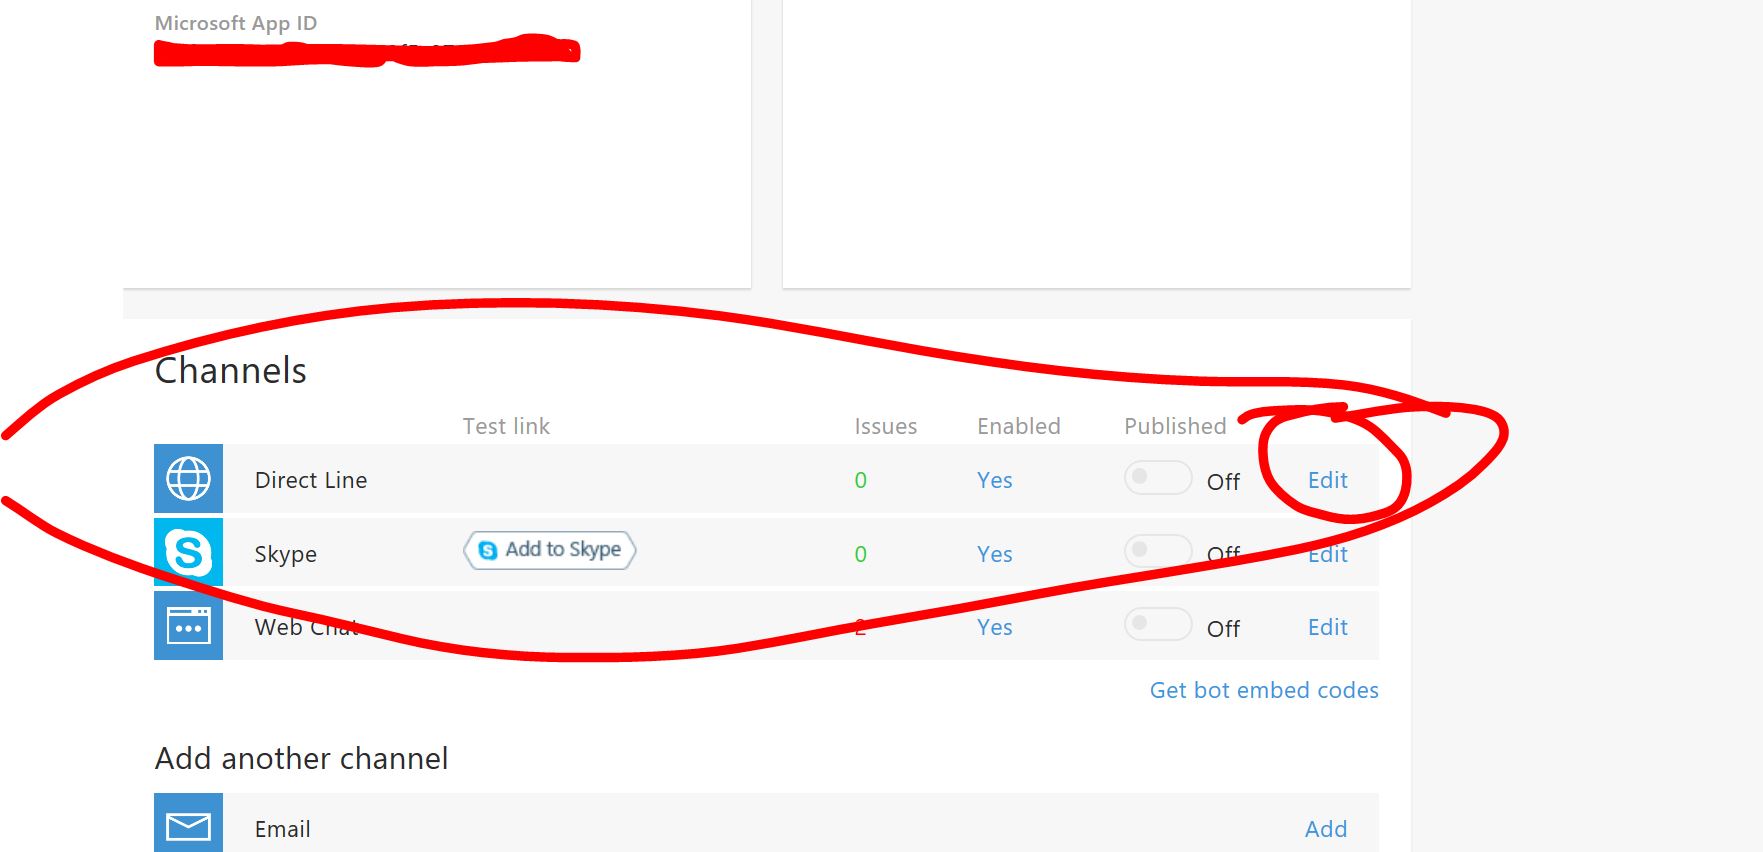 Microsoft App ID
Channels
Test link Issues Enabled Published
Direct Line 0 Yes Off Edit
Skype Add to Skype 0 Yes Off Edit
Web Chat 2 Yes Off Edit
Get bot embed codes
Add another channel
Email Add